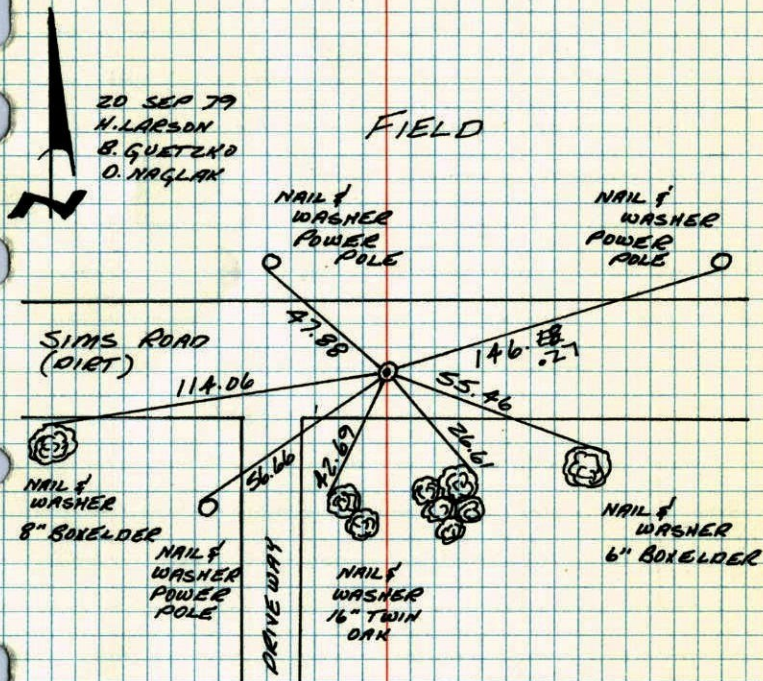 20 SEP 79
N. LARSON
B. GUETZKO
D. NAGLAK
FIELD
NAIL &
WASHER
POWER
POLE
NAIL &
WASHER
POWER
POLE
SIMS ROAD
(DIRT)
47.88
146.
.27
114.06
55.46
56.66
42.69
26.61
NAIL &
WASHER
8" BOXELDER
NAIL &
WASHER
POWER
POLE
DRIVEWAY
NAIL &
WASHER
16" TWIN
OAK
NAIL &
WASHER
6" BOXELDER